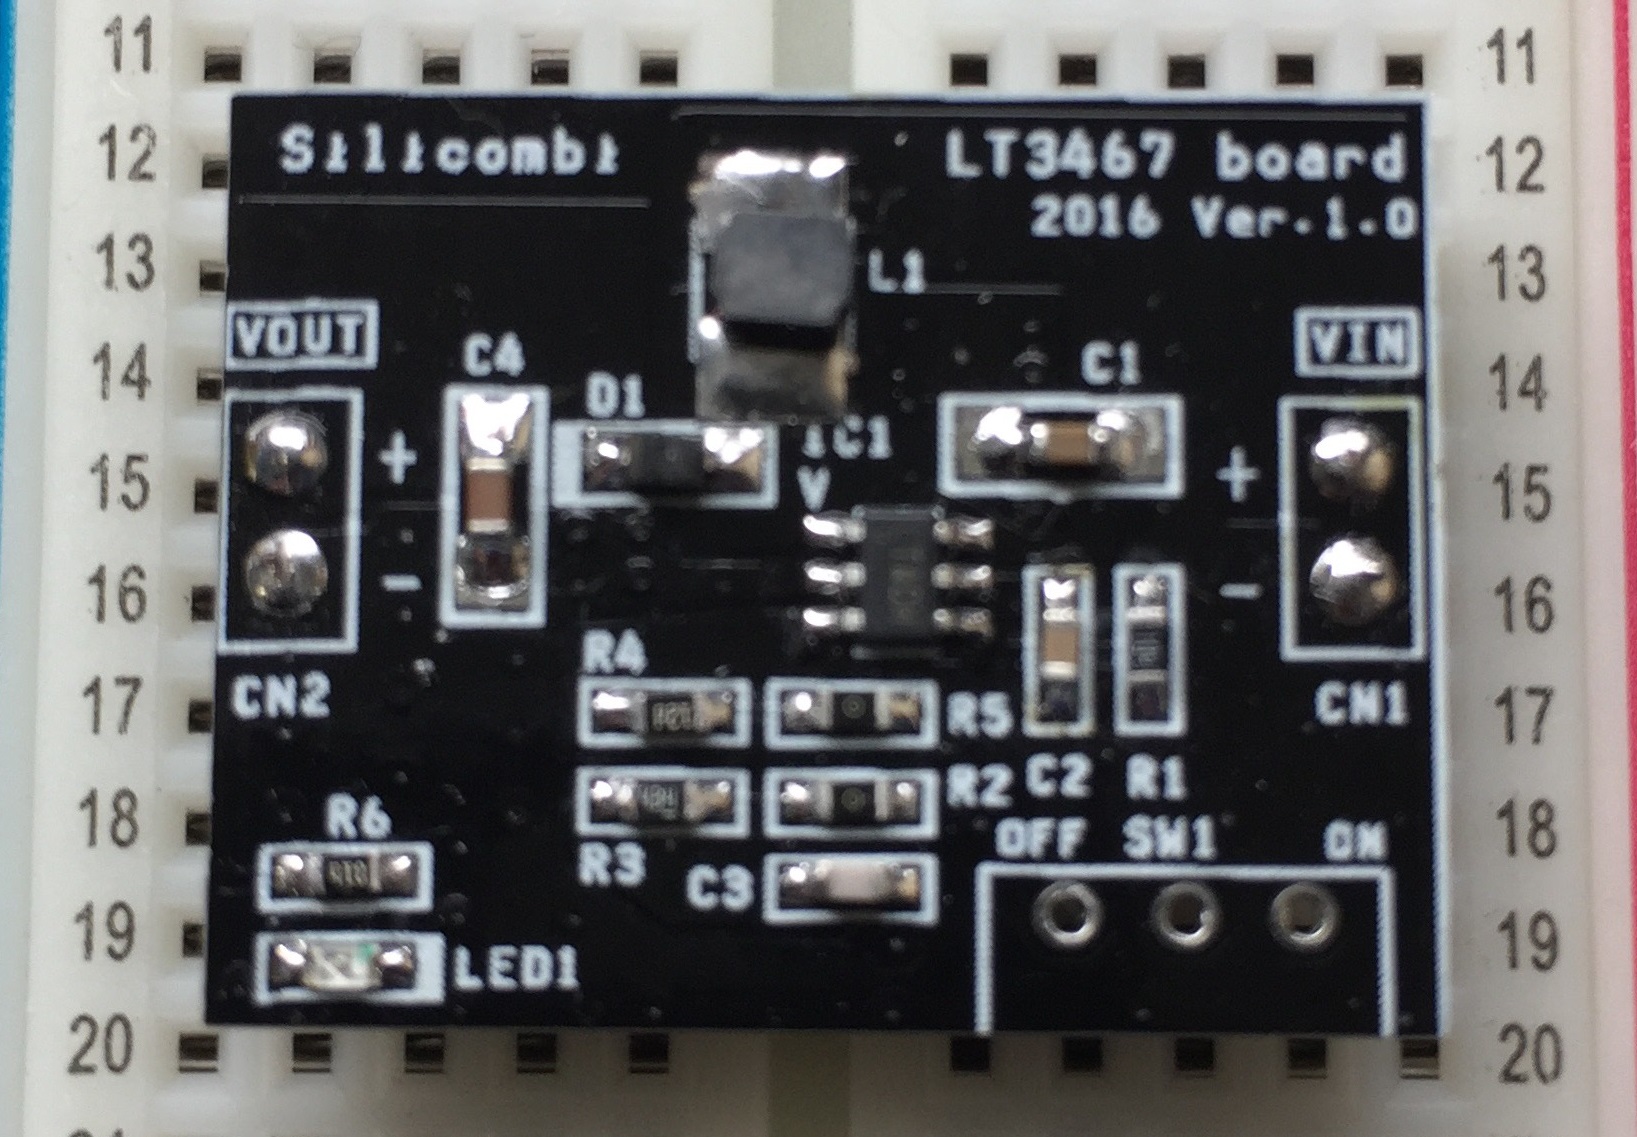 11 11
12 Silicombi LT3467 board 12
2016 Ver.1.0
13 L1 13
VOUT C4 C1 VIN
14 D1 14
+ IC1 +
15 V 15
- -
16 16
R4
17 CN2 R5 CN1 17
R2 C2 R1
18 R6 OFF SW1 ON 18
R3 C3
19 LED1 19
20 20